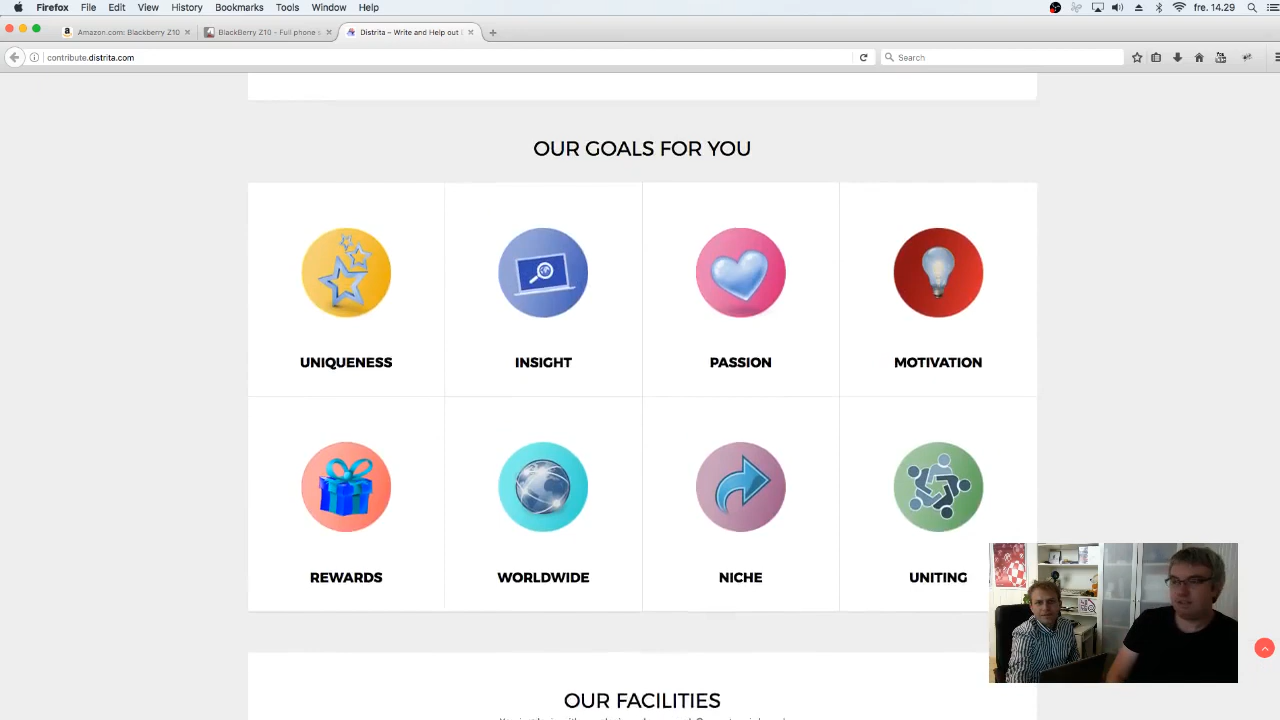 Firefox File Edit View History Bookmarks Tools Window Help fre. 14.29
Amazon.com: Blackberry Z10 BlackBerry Z10 - Full phone s Distrita – Write and Help out
contribute.distrita.com Search
OUR GOALS FOR YOU
UNIQUENESS INSIGHT PASSION MOTIVATION
REWARDS WORLDWIDE NICHE UNITING
OUR FACILITIES